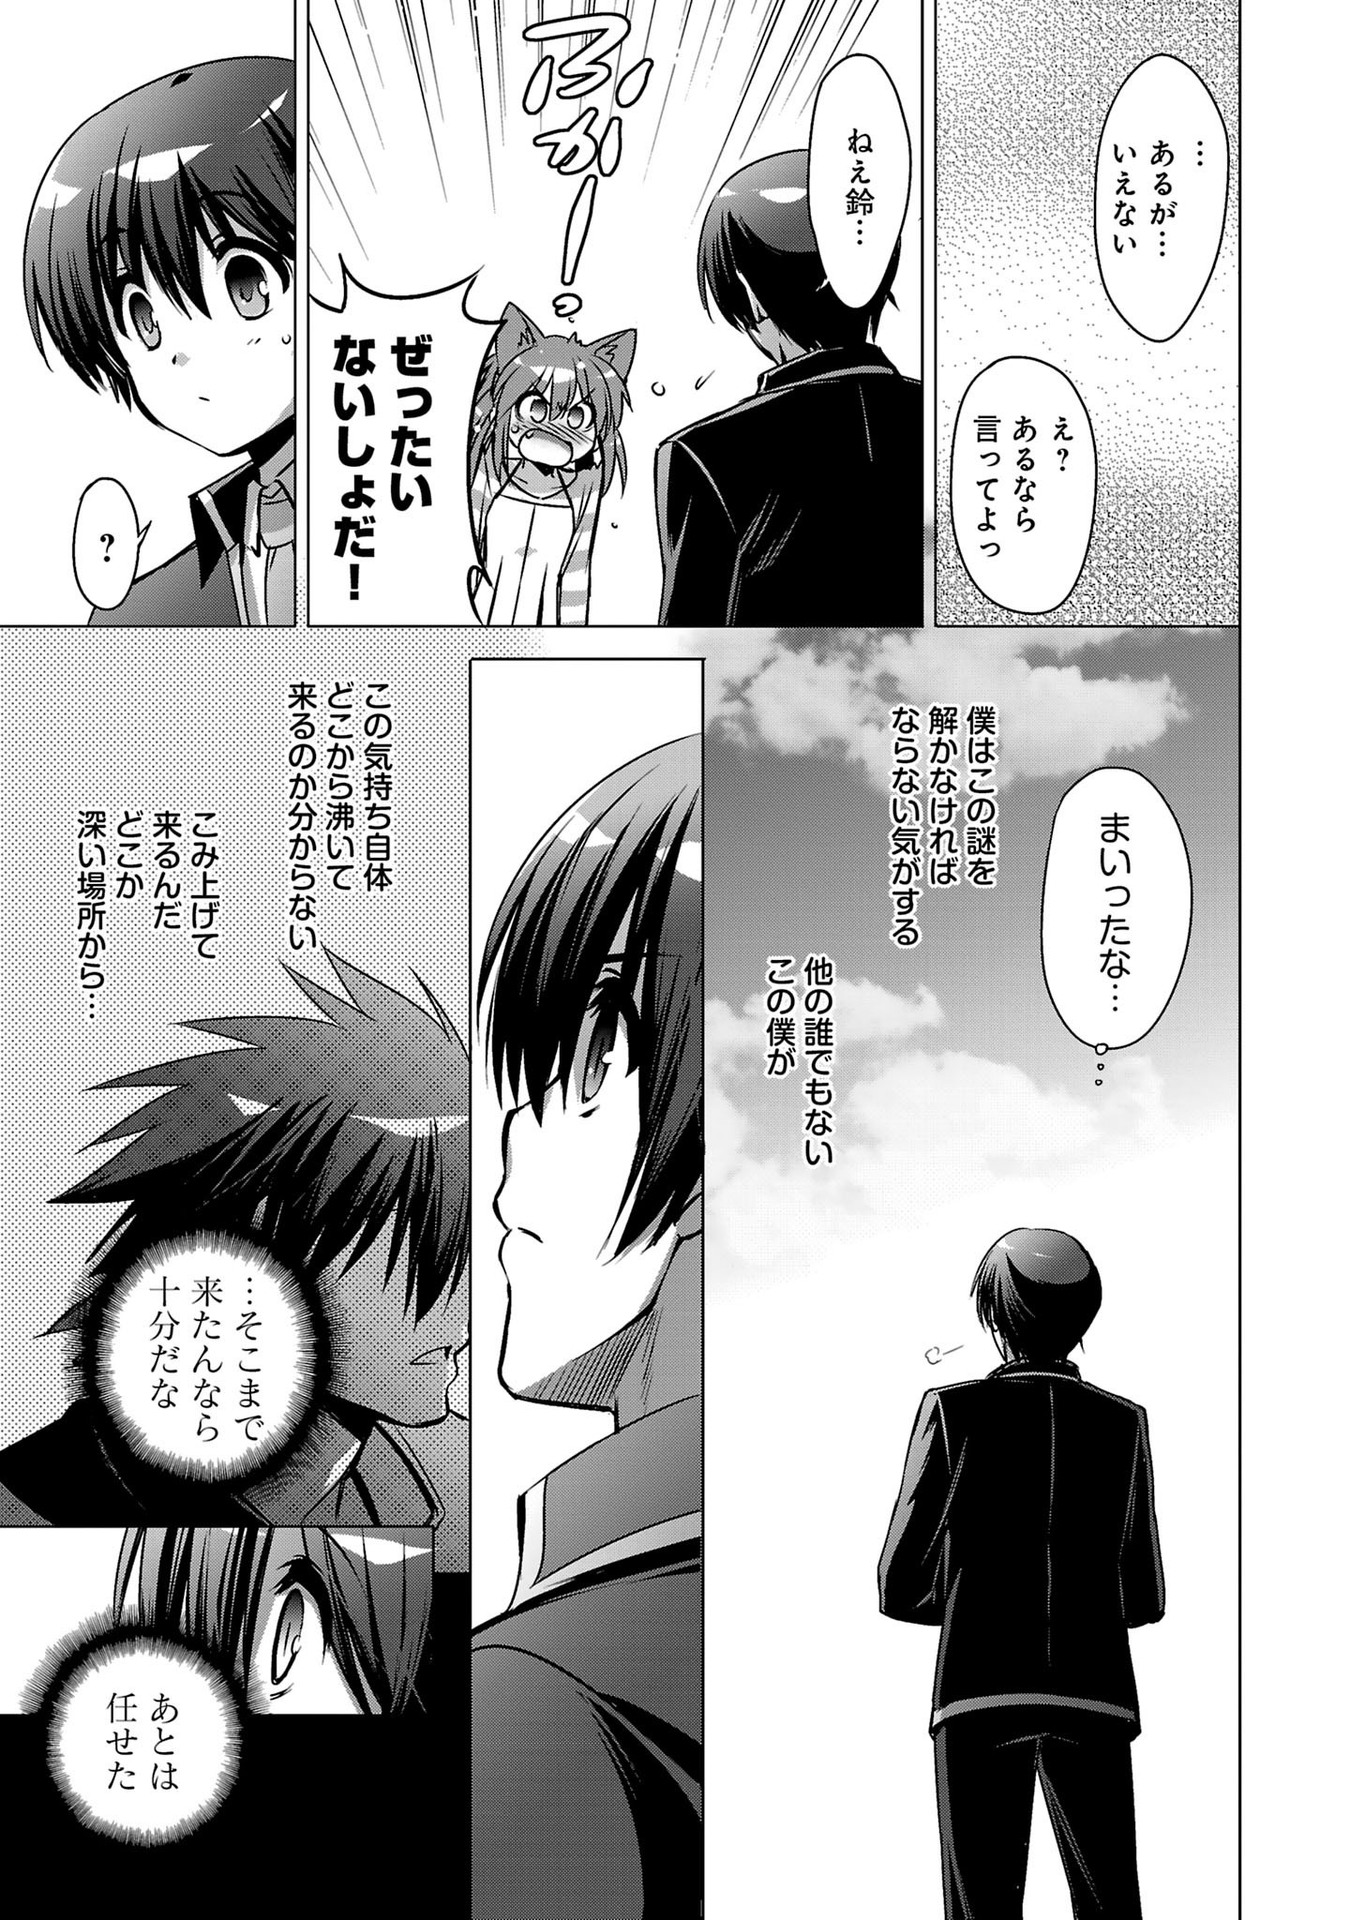 …
あるが…
いえない
え?
あるなら
言ってよっ
ねえ鈴…
ふかーっ
ぜったい
ないしょだ!
?
まいったな…
僕はこの謎を
解かなければ
ならない気がする
他の誰でもない
この僕が
この気持ち自体
どこから沸いて
来るのか分からない
こみ上げて
来るんだ
どこか
深い場所から…
…そこまで
来たんなら
十分だな
あとは
任せた